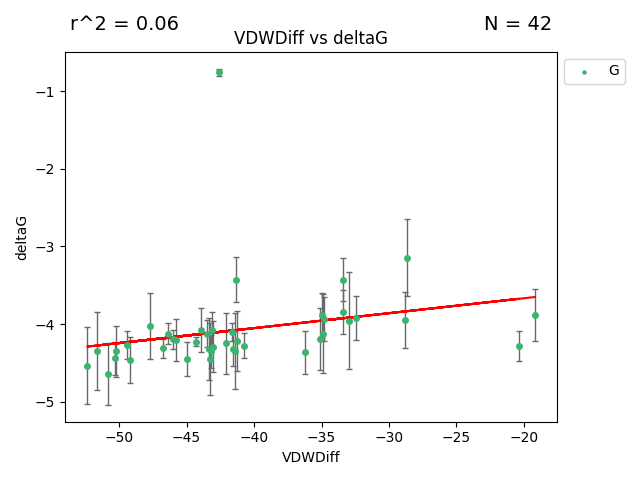 r^2 = 0.06
N = 42
VDWDiff vs deltaG
G
−1
−2
−3
−4
−5
deltaG
−50
−45
−40
−35
−30
−25
−20
VDWDiff